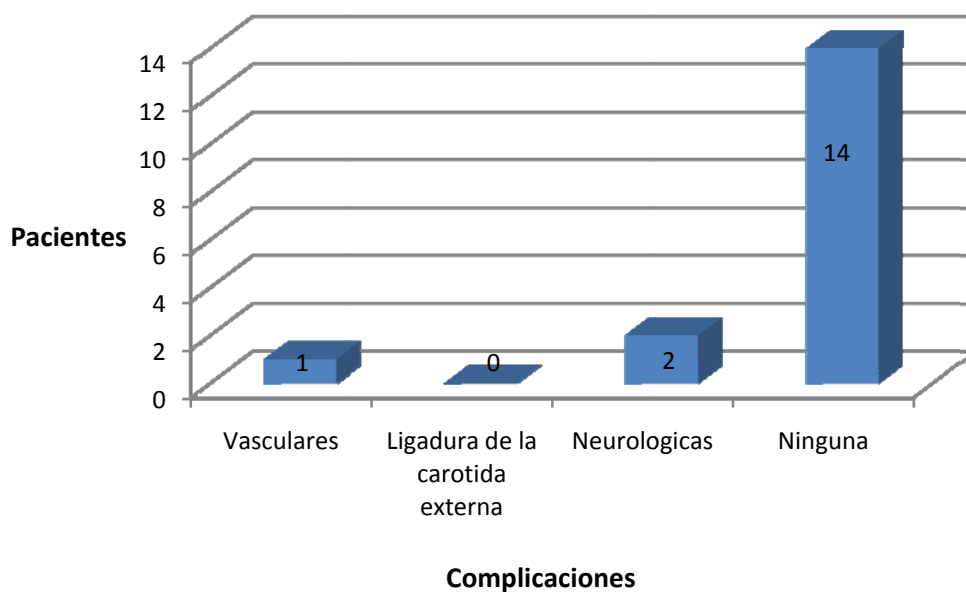 14
12
10
8
6
4
2
0
Pacientes
1
0
2
14
Vasculares
Ligadura de la
carotida
externa
Neurologicas
Ninguna
Complicaciones